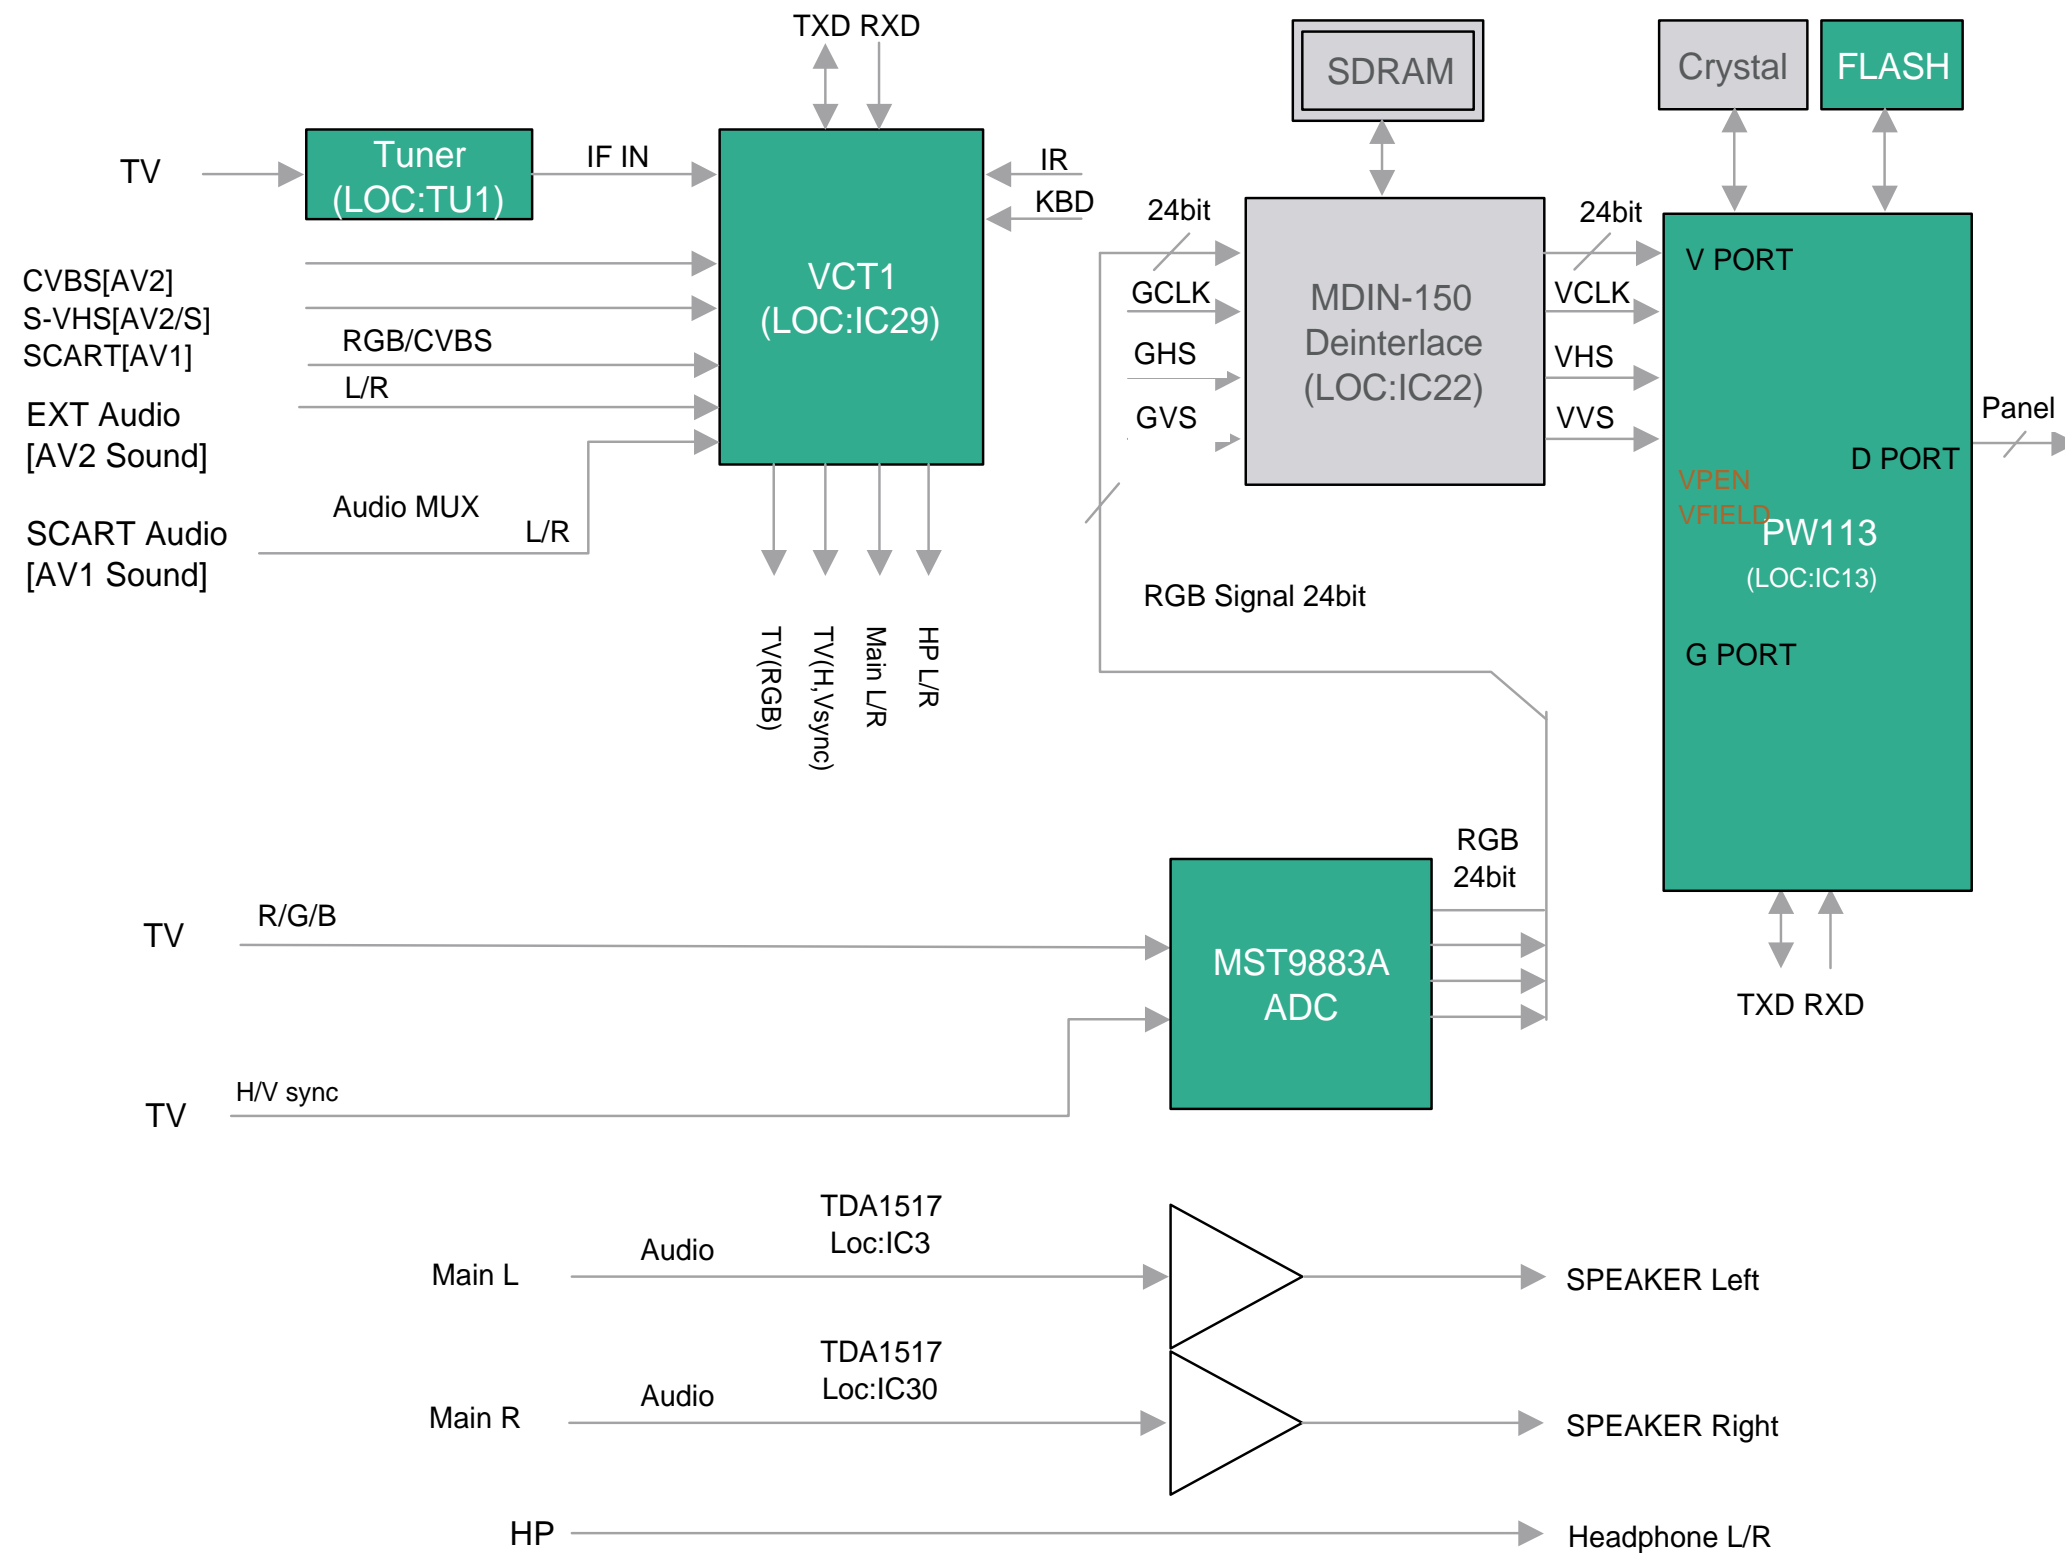 TXD RXD
SDRAM
Crystal
FLASH
TV
Tuner
(LOC:TU1)
IF IN
IR
KBD
VCT1
(LOC:IC29)
CVBS[AV2]
S-VHS[AV2/S]
SCART[AV1]
RGB/CVBS
L/R
EXT Audio
[AV2 Sound]
Audio MUX
L/R
SCART Audio
[AV1 Sound]
TV(RGB)
TV(H,Vsync)
Main L/R
HP L/R
24bit
GCLK
GHS
GVS
MDIN-150
Deinterlace
(LOC:IC22)
24bit
VCLK
VHS
VVS
V PORT
D PORT
Panel
VPEN
VFIELD
PW113
(LOC:IC13)
G PORT
RGB Signal 24bit
TXD RXD
RGB
24bit
TV
R/G/B
MST9883A
ADC
TV
H/V sync
TDA1517
Loc:IC3
Main L
Audio
SPEAKER Left
TDA1517
Loc:IC30
Main R
Audio
SPEAKER Right
HP
Headphone L/R